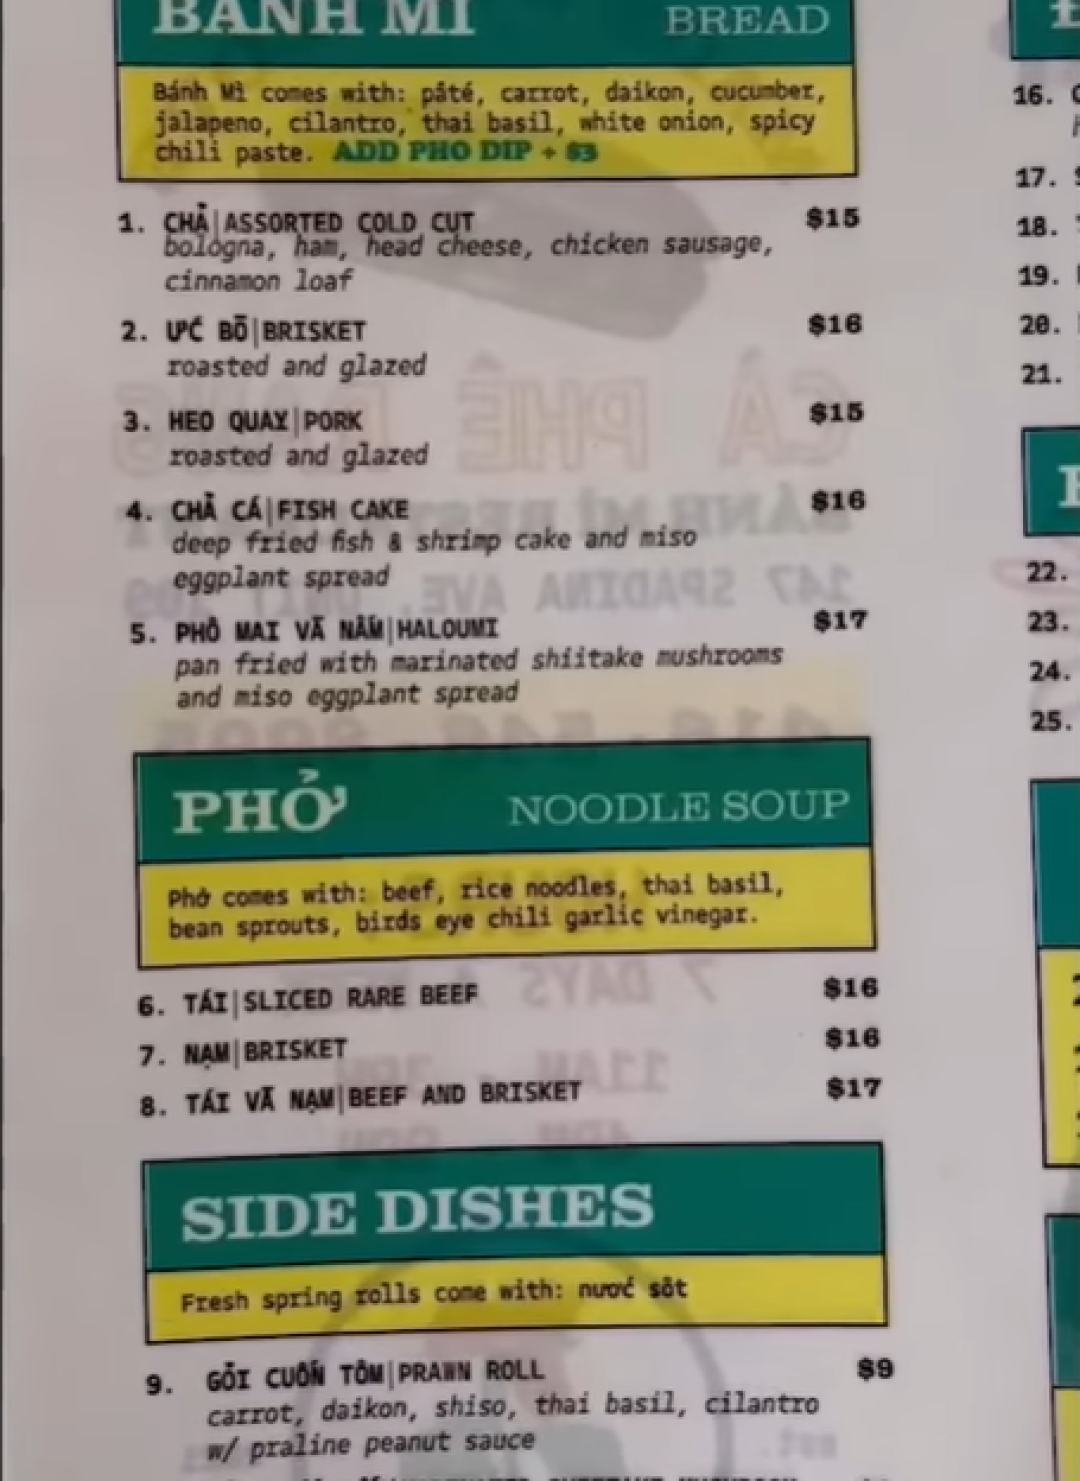 BÁNH MÌ BREAD
Bánh Mì comes with: pâté, carrot, daikon, cucumber,
jalapeno, cilantro, thai basil, white onion, spicy
chili paste. ADD PHO DIP + $3
1. CHẢ|ASSORTED COLD CUT $15
bologna, ham, head cheese, chicken sausage,
cinnamon loaf
2. ƯC BÒ|BRISKET $16
roasted and glazed
3. HEO QUAY|PORK $15
roasted and glazed
4. CHẢ CÁ|FISH CAKE $16
deep fried fish & shrimp cake and miso
eggplant spread
5. PHÔ MAI VÃ NẤM|HALOUMI $17
pan fried with marinated shiitake mushrooms
and miso eggplant spread
PHỞ NOODLE SOUP
Phở comes with: beef, rice noodles, thai basil,
bean sprouts, birds eye chili garlic vinegar.
6. TÁI|SLICED RARE BEEF $16
7. NẠM|BRISKET $16
8. TÁI VÃ NẠM|BEEF AND BRISKET $17
SIDE DISHES
Fresh spring rolls come with: nước sôt
9. GỎI CUỐN TÔM|PRAWN ROLL $9
carrot, daikon, shiso, thai basil, cilantro
w/ praline peanut sauce
16.
17.
18.
19.
20.
21.
22.
23.
24.
25.